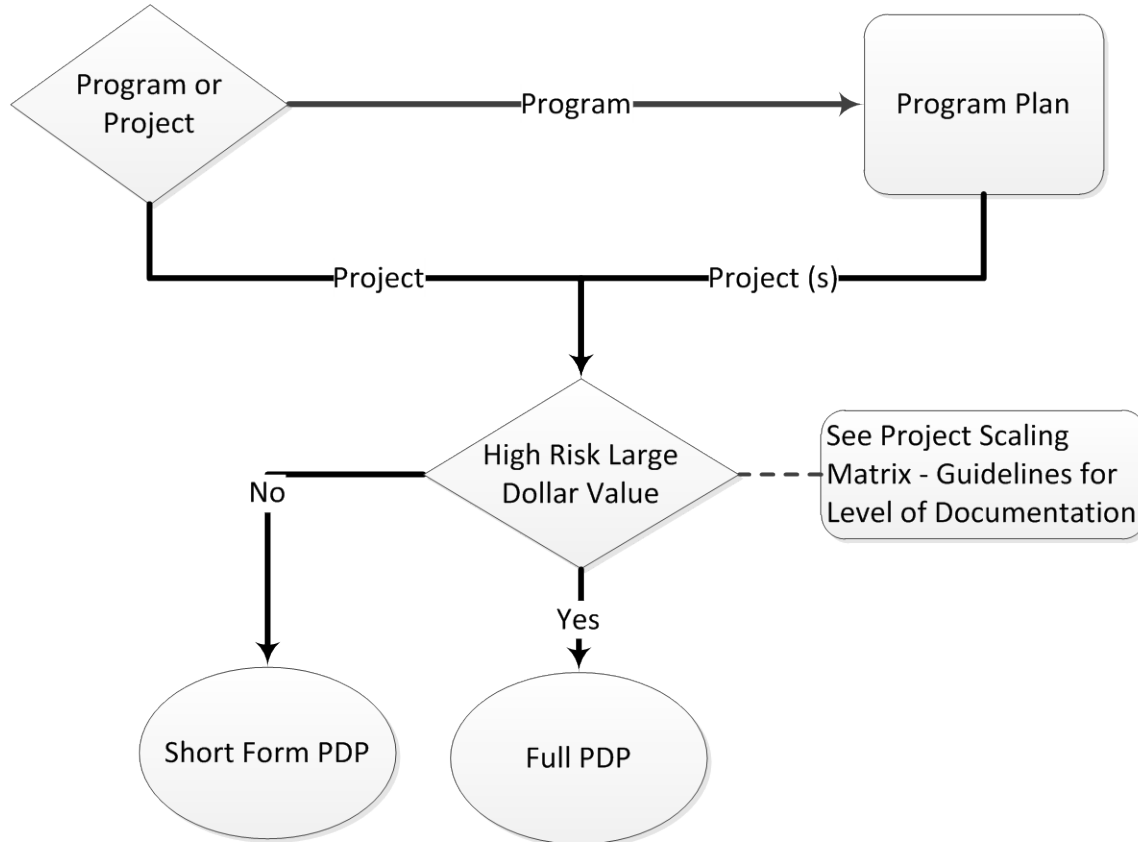 Program or
Project
Program
Program Plan
Project
Project (s)
High Risk Large
Dollar Value
See Project Scaling
Matrix - Guidelines for
Level of Documentation
No
Yes
Short Form PDP
Full PDP